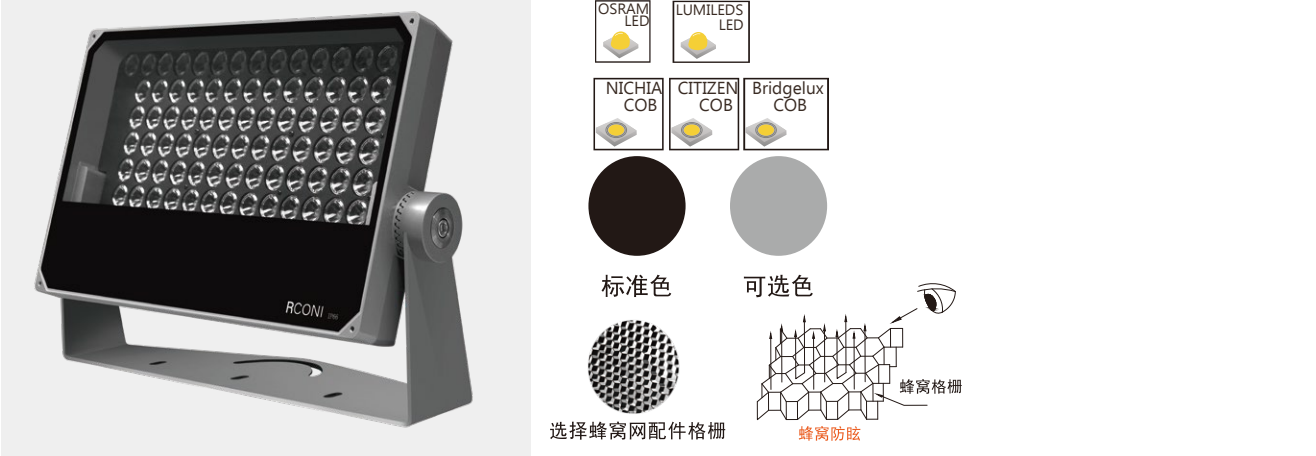 OSRAM
LED
LUMILEDS
LED
NICHIA
COB
CITIZEN
COB
Bridgelux
COB
标准色
可选色
RCONI
选择蜂窝网配件格栅
蜂窝格栅
蜂窝防眩